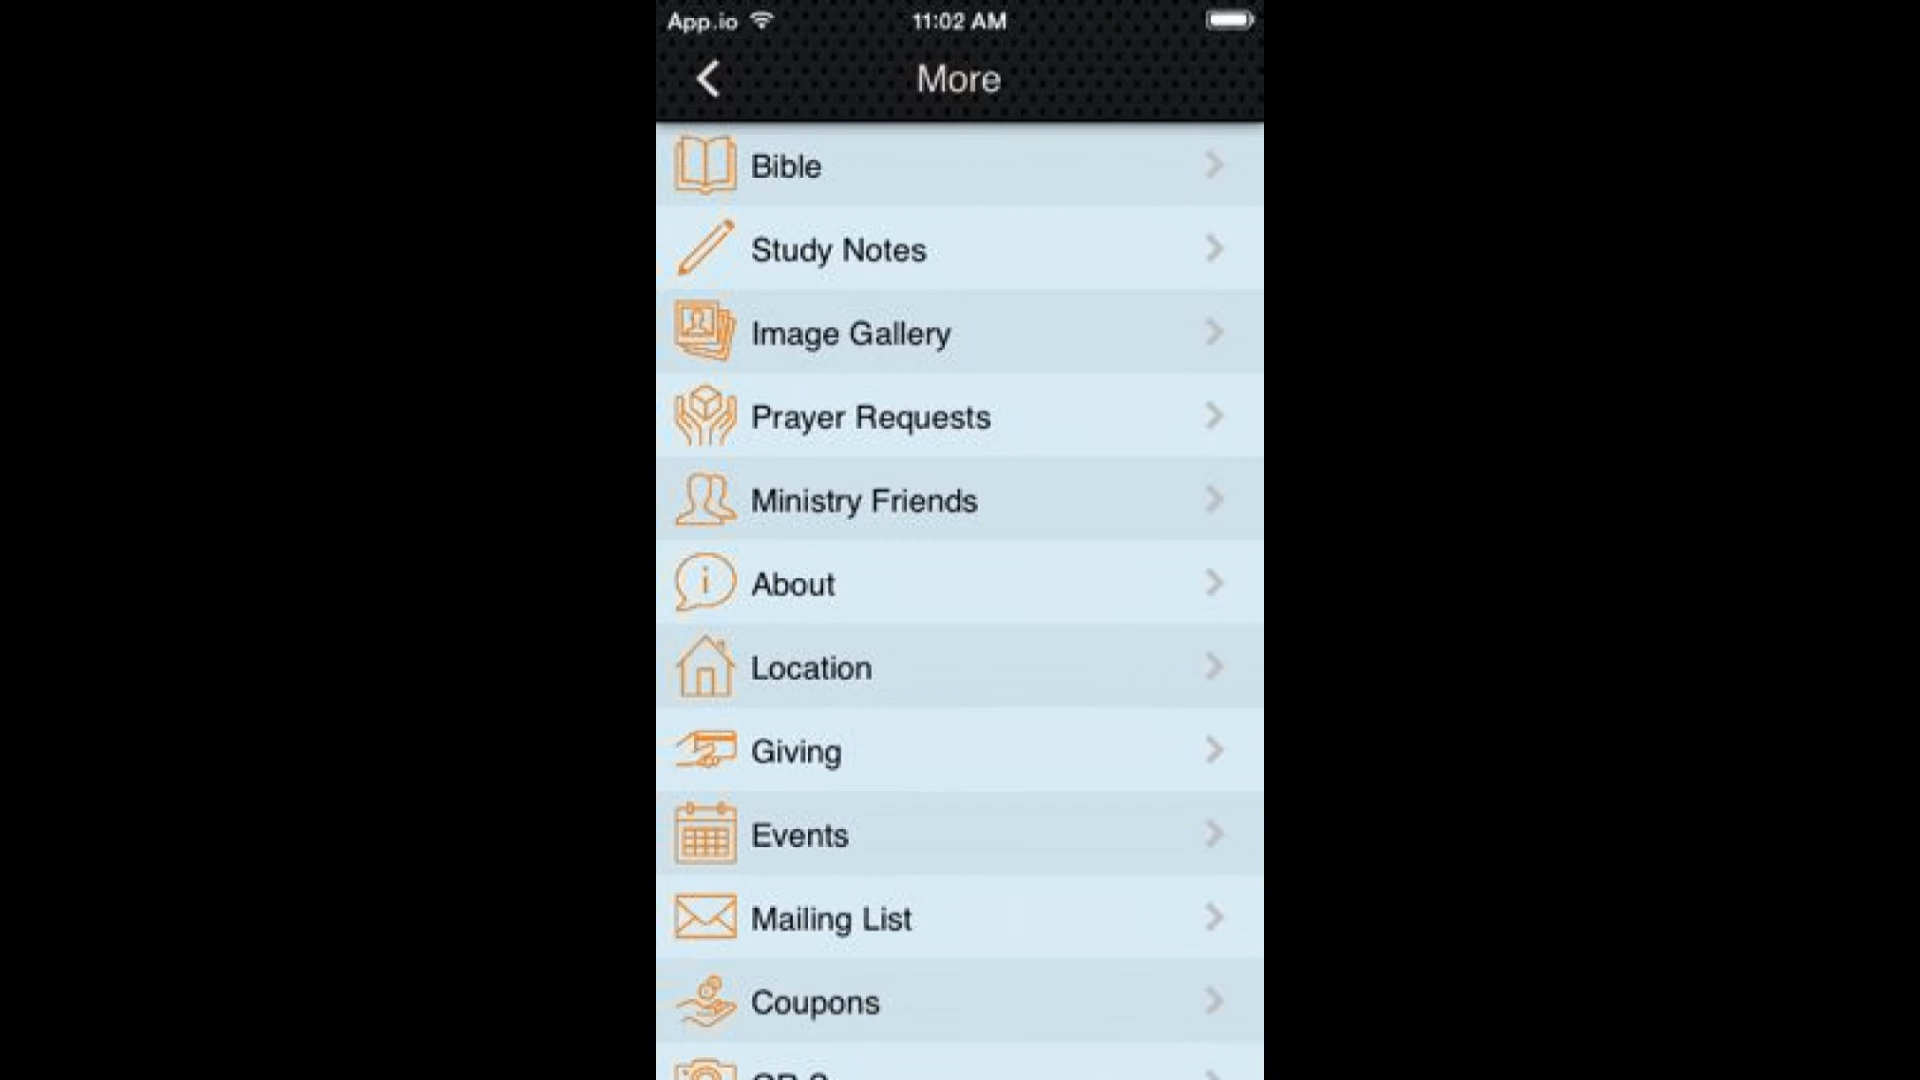 App.io 11:02 AM
More
Bible
Study Notes
Image Gallery
Prayer Requests
Ministry Friends
i About
Location
Giving
Events
Mailing List
Coupons